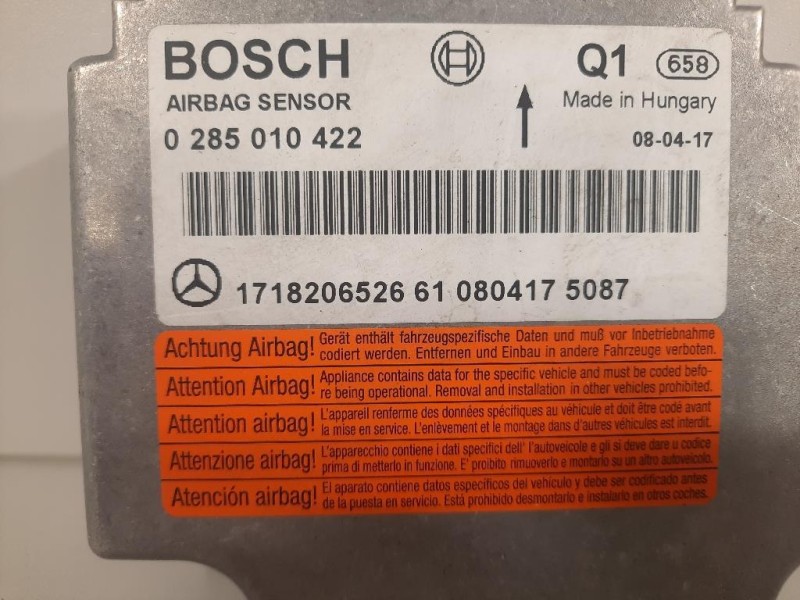 BOSCH
Q1 658
AIRBAG SENSOR
Made in Hungary
0 285 010 422
08-04-17
1718206526 61 080417 5087
Achtung Airbag! Gerät enthält fahrzeugspezifische Daten und muß vor Inbetriebnahme
codiert werden. Entfernen und Einbau in andere Fahrzeuge verboten.
Attention Airbag! Appliance contains data for the specific vehicle and must be coded befo-
re being operational. Removal and installation in other vehicles prohibited.
Attention airbag! L'appareil renferme des données spécifiques au véhicule et doit être codé avant
la mise en service. L'enlèvement et le montage dans d'autres véhicules est interdit.
Attenzione airbag! L'apparecchio contiene i dati specifici dell' l'autoveicolo e gli si deve dare u codice
prima di metterlo in funzione. E' proibito rimuoverlo e montarlo su un altro autoveicolo.
Atención airbag! El aparato contiene datos específicos del vehículo y debe ser codificado antes
de la puesta en servicio. Está prohibido desmontarlo e instalarlo en otros coches.